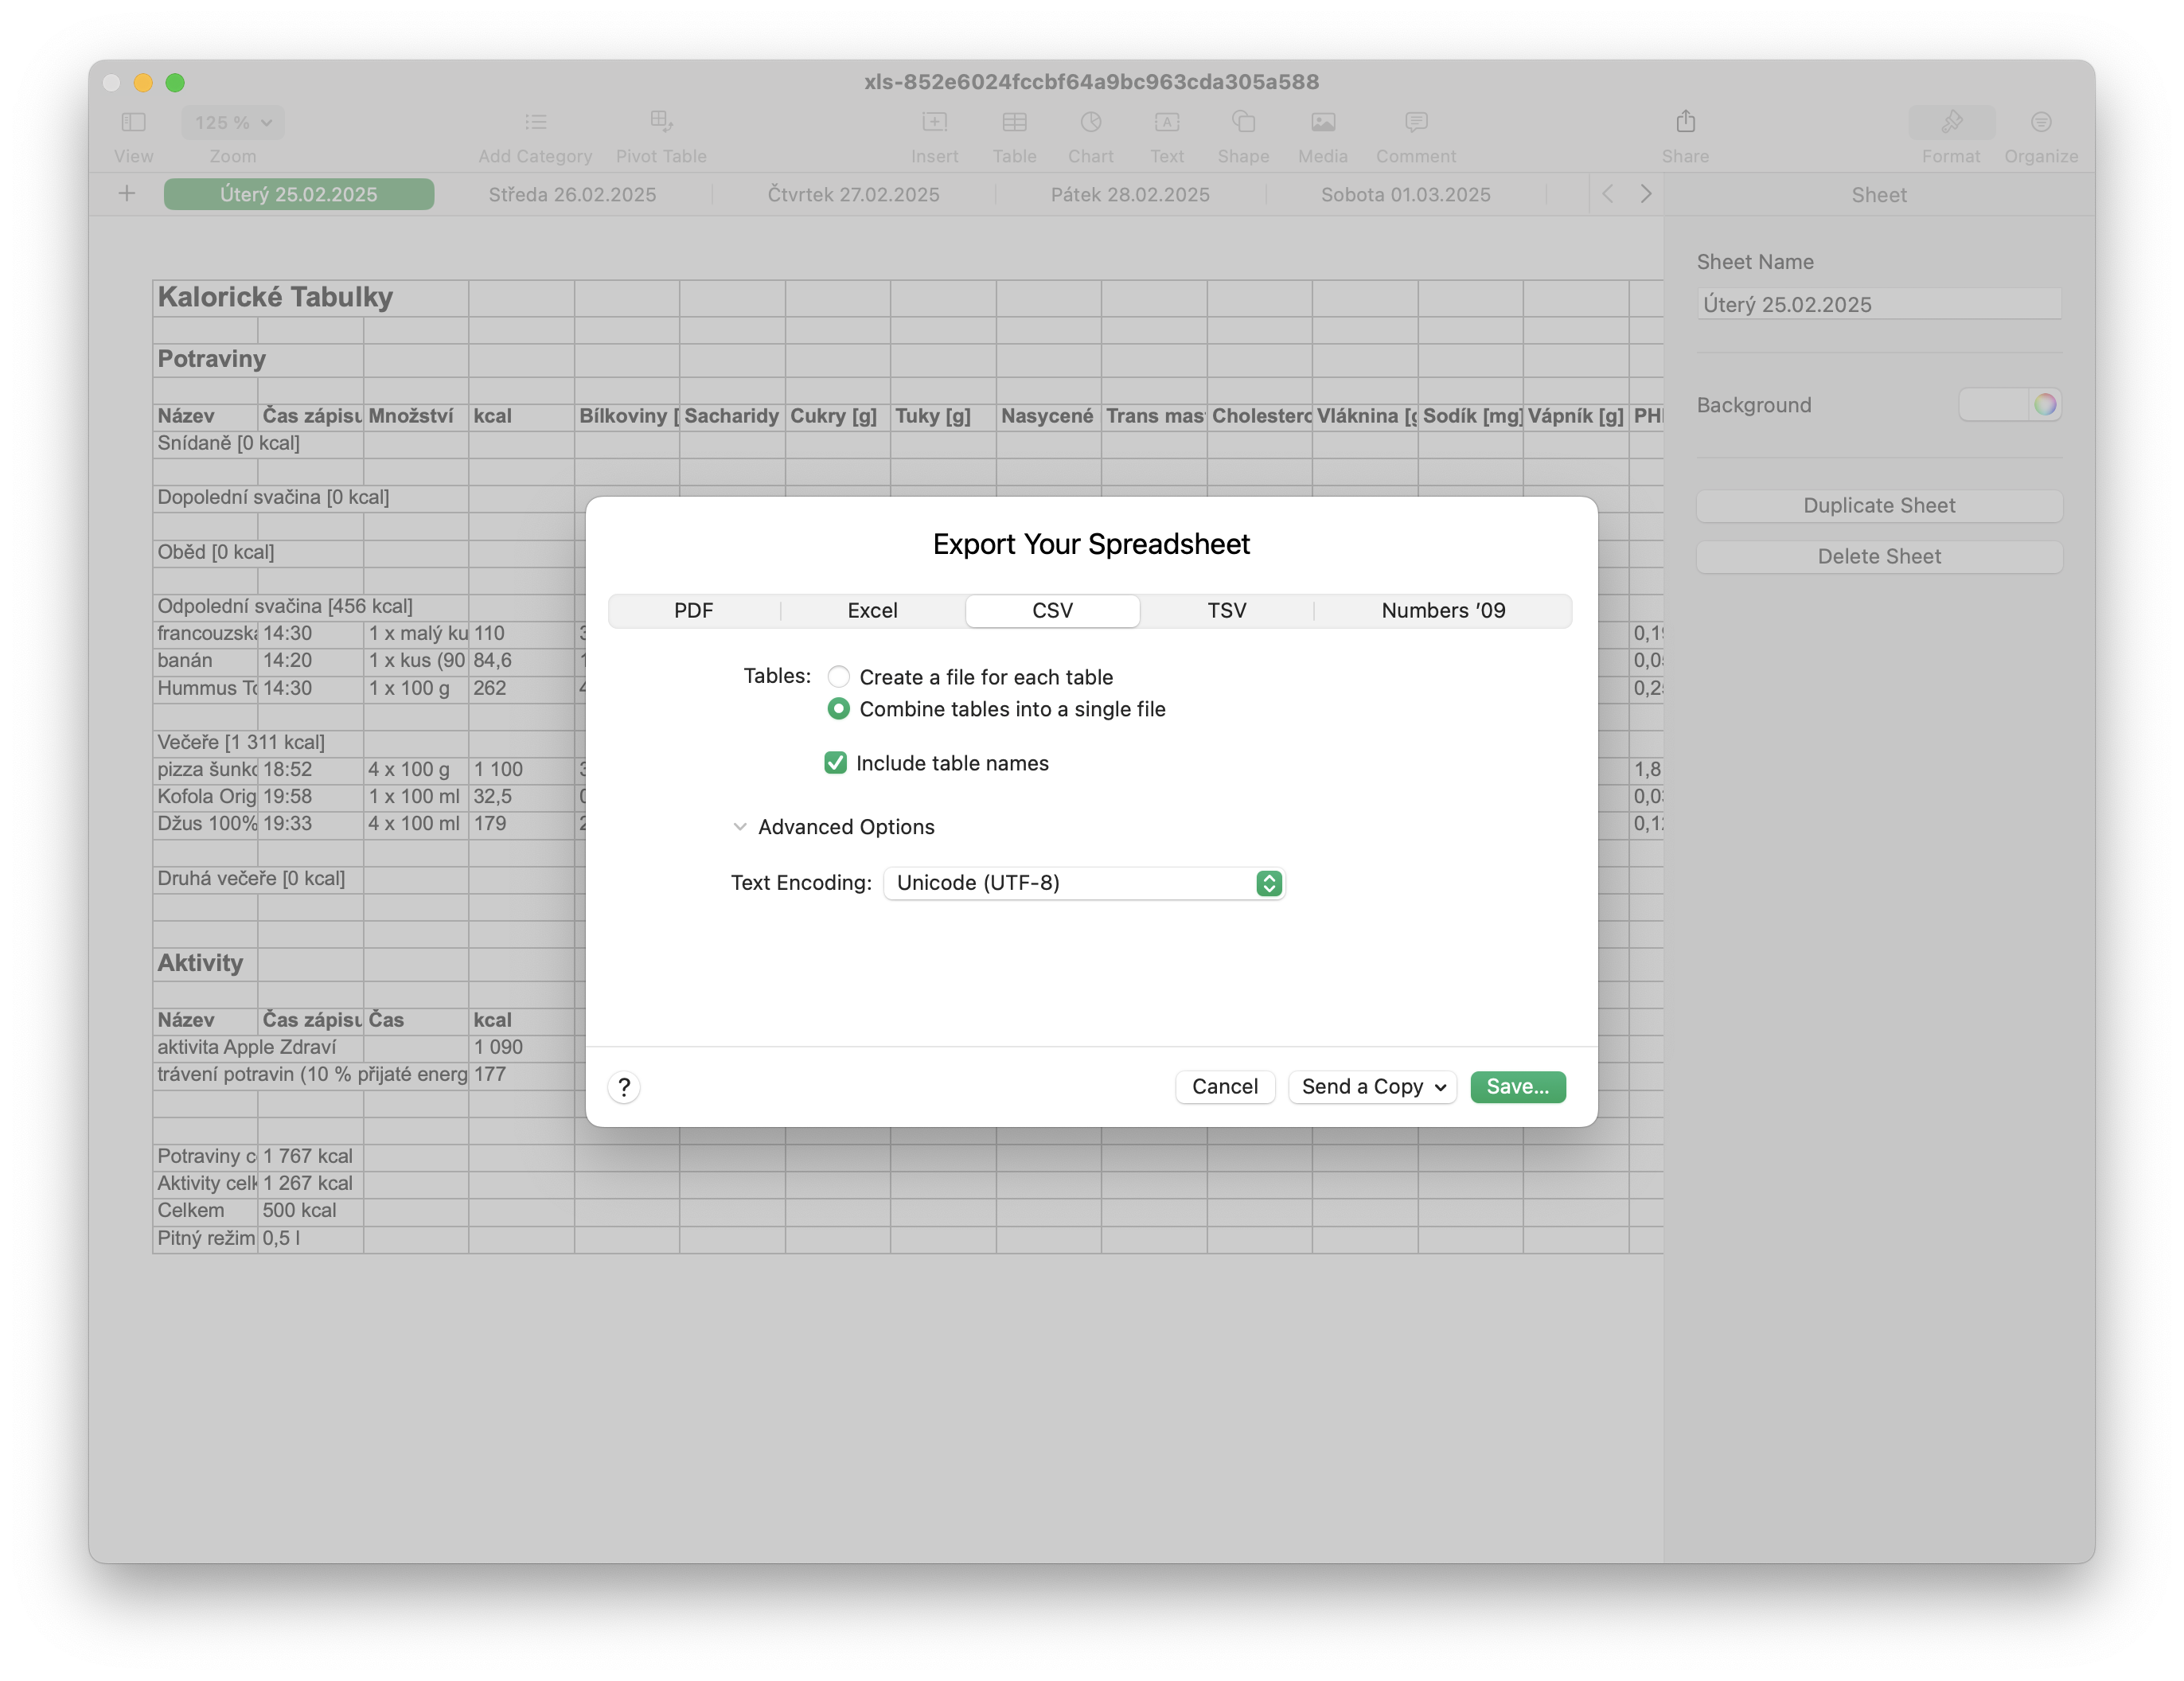 xls-852e6024fccbf64a9bc963cda305a588
125 %
View Zoom Add Category Pivot Table Insert Table Chart Text Shape Media Comment Share Format Organize
Úterý 25.02.2025 Středa 26.02.2025 Čtvrtek 27.02.2025 Pátek 28.02.2025 Sobota 01.03.2025 Sheet
Sheet Name
Úterý 25.02.2025
Background
Duplicate Sheet
Delete Sheet
Kalorické Tabulky
Potraviny
Název Čas zápisu Množství kcal Bílkoviny [ Sacharidy Cukry [g] Tuky [g] Nasycené Trans mas Cholestero Vláknina [g Sodík [mg] Vápník [g] PH
Snídaně [0 kcal]
Dopolední svačina [0 kcal]
Oběd [0 kcal]
Odpolední svačina [456 kcal]
francouzská 14:30 1 x malý ku 110 3 0,1
banán 14:20 1 x kus (90 84,6 1 0,0
Hummus To 14:30 1 x 100 g 262 4 0,2
Večeře [1 311 kcal]
pizza šunko 18:52 4 x 100 g 1 100 3 1,8
Kofola Orig 19:58 1 x 100 ml 32,5 0 0,0
Džus 100% 19:33 4 x 100 ml 179 2 0,1
Druhá večeře [0 kcal]
Aktivity
Název Čas zápisu Čas kcal
aktivita Apple Zdraví 1 090
trávení potravin (10 % přijaté energ 177
Potraviny c 1 767 kcal
Aktivity celk 1 267 kcal
Celkem 500 kcal
Pitný režim 0,5 l
Export Your Spreadsheet
PDF Excel CSV TSV Numbers ’09
Tables: Create a file for each table
Combine tables into a single file
Include table names
Advanced Options
Text Encoding: Unicode (UTF-8)
? Cancel Send a Copy Save...